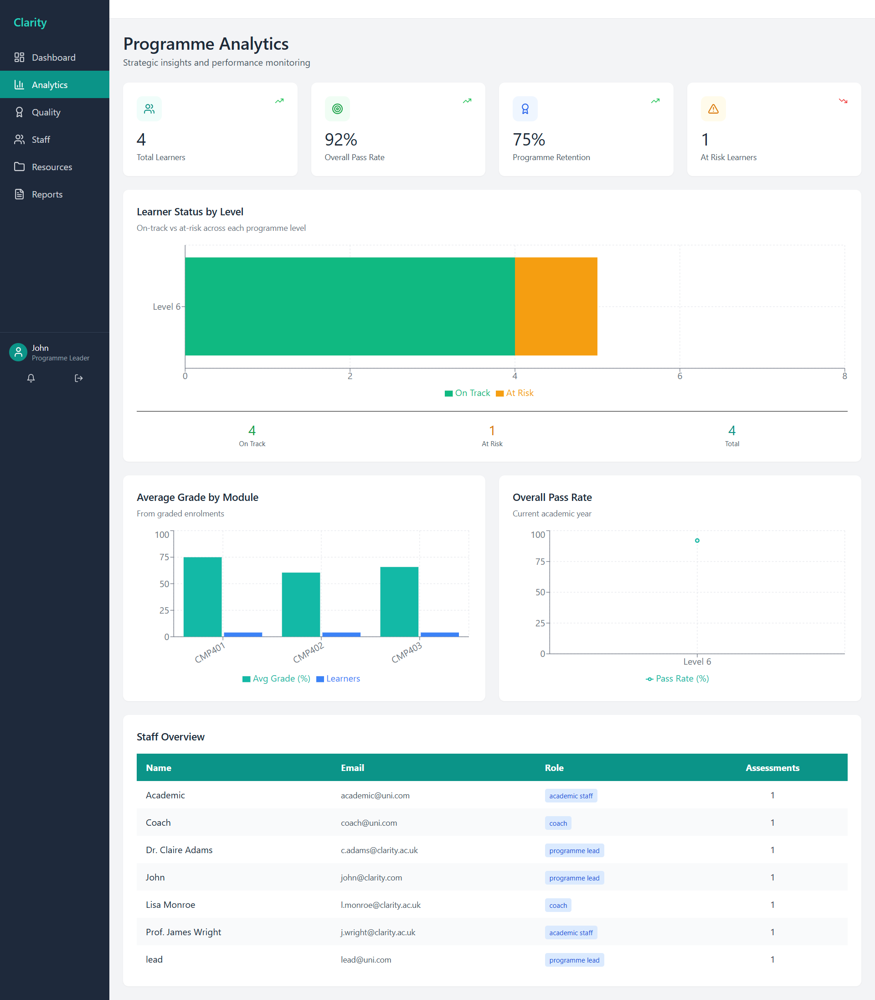 Clarity
Dashboard
Analytics
Quality
Staff
Resources
Reports
John
Programme Leader
Programme Analytics
Strategic insights and performance monitoring
4
Total Learners
92%
Overall Pass Rate
75%
Programme Retention
1
At Risk Learners
Learner Status by Level
On-track vs at-risk across each programme level
Level 6
0 2 4 6 8
On Track At Risk
4 1 4
On Track At Risk Total
Average Grade by Module
From graded enrolments
100
75
50
25
0
CMP401 CMP402 CMP403
Avg Grade (%) Learners
Overall Pass Rate
Current academic year
100
75
50
25
0
Level 6
Pass Rate (%)
Staff Overview
Name Email Role Assessments
Academic academic@uni.com academic staff 1
Coach coach@uni.com coach 1
Dr. Claire Adams c.adams@clarity.ac.uk programme lead 1
John john@clarity.com programme lead 1
Lisa Monroe l.monroe@clarity.ac.uk coach 1
Prof. James Wright j.wright@clarity.ac.uk academic staff 1
lead lead@uni.com programme lead 1